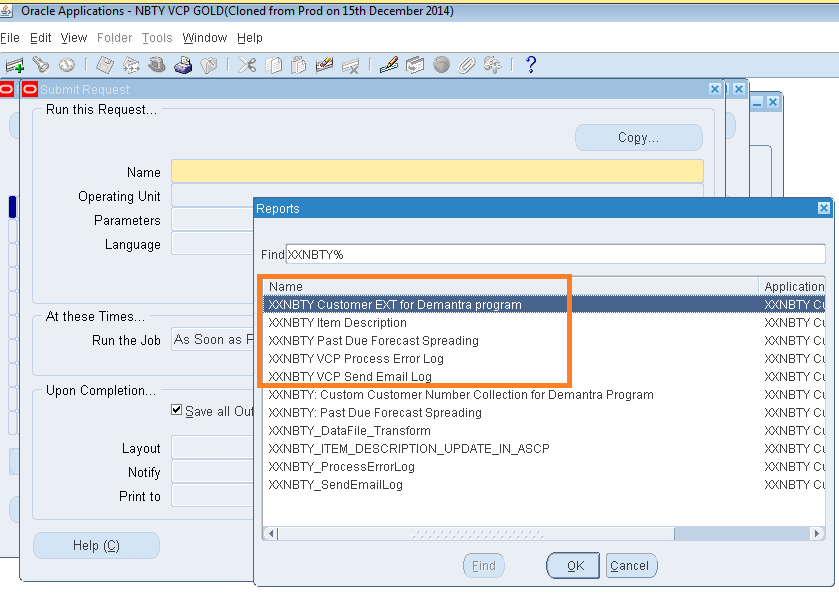 Oracle Applications - NBTY VCP GOLD(Cloned from Prod on 15th December 2014)
File Edit View Folder Tools Window Help
Submit Request
Run this Request...
Copy...
Name
Operating Unit
Parameters
Language
At these Times...
Run the Job As Soon as P
Upon Completion...
Save all Out
Layout
Notify
Print to
Help (C)
Reports
Find XXNBTY%
Name Application
XXNBTY Customer EXT for Demantra program XXNBTY Cu
XXNBTY Item Description XXNBTY Cu
XXNBTY Past Due Forecast Spreading XXNBTY Cu
XXNBTY VCP Process Error Log XXNBTY Cu
XXNBTY VCP Send Email Log XXNBTY Cu
XXNBTY: Custom Customer Number Collection for Demantra Program XXNBTY Cu
XXNBTY: Past Due Forecast Spreading XXNBTY Cu
XXNBTY_DataFile_Transform XXNBTY Cu
XXNBTY_ITEM_DESCRIPTION_UPDATE_IN_ASCP XXNBTY Cu
XXNBTY_ProcessErrorLog XXNBTY Cu
XXNBTY_SendEmailLog XXNBTY Cu
Find OK Cancel